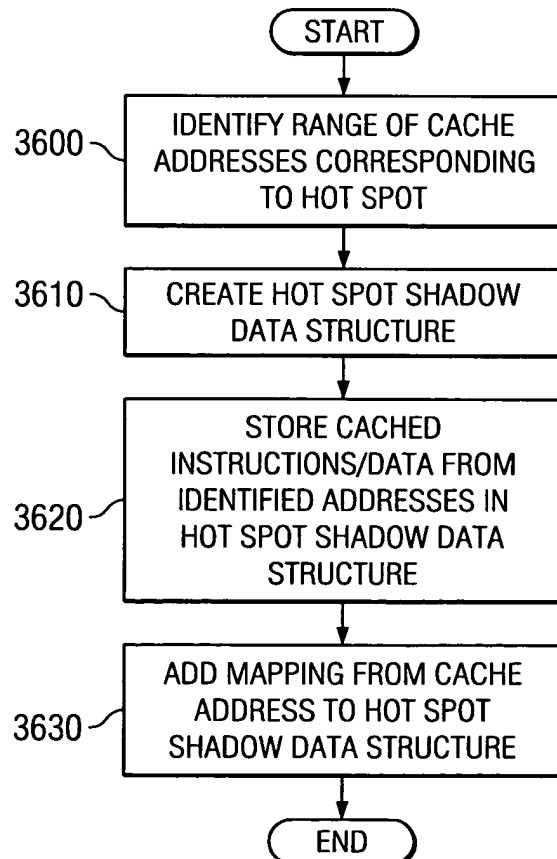 START
3600
IDENTIFY RANGE OF CACHE
ADDRESSES CORRESPONDING
TO HOT SPOT
3610
CREATE HOT SPOT SHADOW
DATA STRUCTURE
3620
STORE CACHED
INSTRUCTIONS/DATA FROM
IDENTIFIED ADDRESSES IN
HOT SPOT SHADOW DATA
STRUCTURE
3630
ADD MAPPING FROM CACHE
ADDRESS TO HOT SPOT
SHADOW DATA STRUCTURE
END